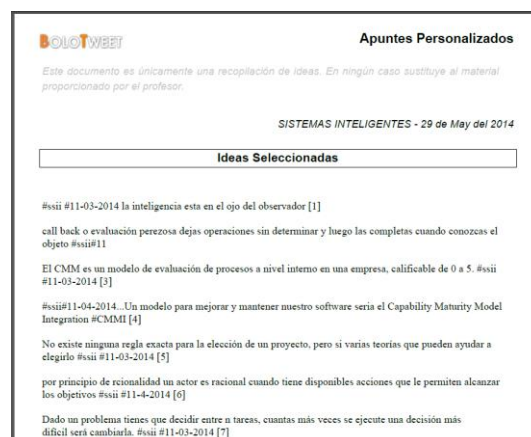 BOLOTWEET
Apuntes Personalizados
Este documento es únicamente una recopilación de ideas. En ningún caso sustituye al material
proporcionado por el profesor.
SISTEMAS INTELIGENTES - 29 de May del 2014
Ideas Seleccionadas
#ssii #11-03-2014 la inteligencia esta en el ojo del observador [1]
call back o evaluación perezosa dejas operaciones sin determinar y luego las completas cuando conozcas el
objeto #ssii#11
El CMM es un modelo de evaluación de procesos a nivel interno en una empresa, calificable de 0 a 5. #ssii
#11-03-2014 [3]
#ssii#11-04-2014...Un modelo para mejorar y mantener nuestro software seria el Capability Maturity Model
Integration #CMMI [4]
No existe ninguna regla exacta para la elección de un proyecto, pero si varias teorías que pueden ayudar a
elegirlo #ssii #11-03-2014 [5]
por principio de rcionalidad un actor es racional cuando tiene disponibles acciones que le permiten alcanzar
los objetivos #ssii #11-4-2014 [6]
Dado un problema tienes que decidir entre n tareas, cuantas más veces se ejecute una decisión más
difícil será cambiarla. #ssii #11-03-2014 [7]